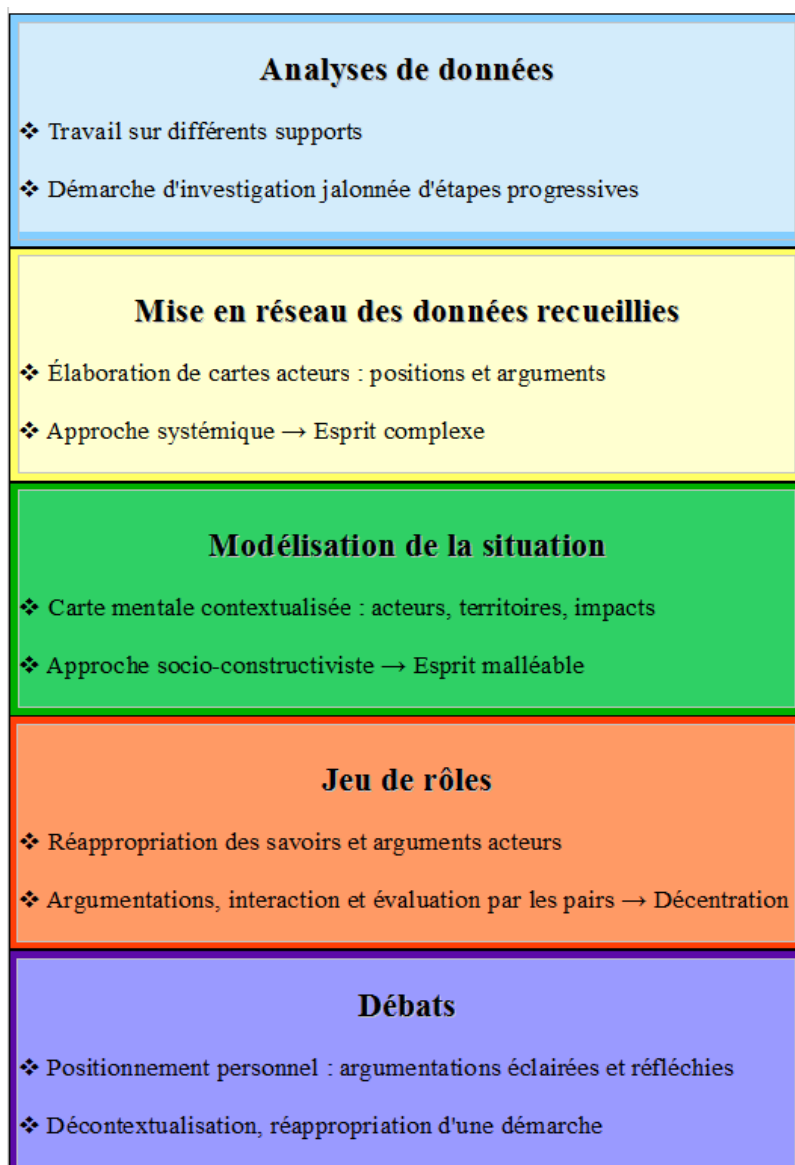 Analyses de données
❖ Travail sur différents supports
❖ Démarche d'investigation jalonnée d'étapes progressives
Mise en réseau des données recueillies
❖ Élaboration de cartes acteurs : positions et arguments
❖ Approche systémique → Esprit complexe
Modélisation de la situation
❖ Carte mentale contextualisée : acteurs, territoires, impacts
❖ Approche socio-constructiviste → Esprit malléable
Jeu de rôles
❖ Réappropriation des savoirs et arguments acteurs
❖ Argumentations, interaction et évaluation par les pairs → Décentration
Débats
❖ Positionnement personnel : argumentations éclairées et réfléchies
❖ Décontextualisation, réappropriation d'une démarche